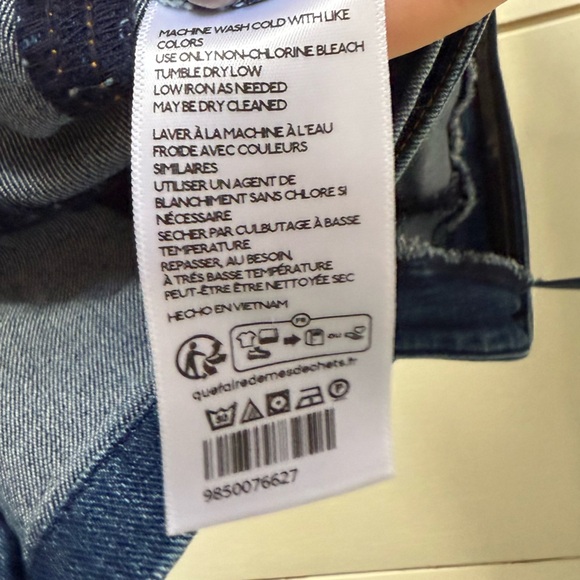 MACHINE WASH COLD WITH LIKE
COLORS
USE ONLY NON-CHLORINE BLEACH
TUMBLE DRY LOW
LOW IRON AS NEEDED
MAY BE DRY CLEANED
LAVER À LA MACHINE À L'EAU
FROIDE AVEC COULEURS
SIMILAIRES
UTILISER UN AGENT DE
BLANCHIMENT SANS CHLORE SI
NÉCESSAIRE
SECHER PAR CULBUTAGE À BASSE
TEMPERATURE
REPASSER, AU BESOIN,
À TRÉS BASSE TEMPÉRATURE
PEUT-ÊTRE ÊTRE NETTOYÉE SEC
HECHO EN VIETNAM
FR
OU
quefairedemesdechets.fr
9850076627